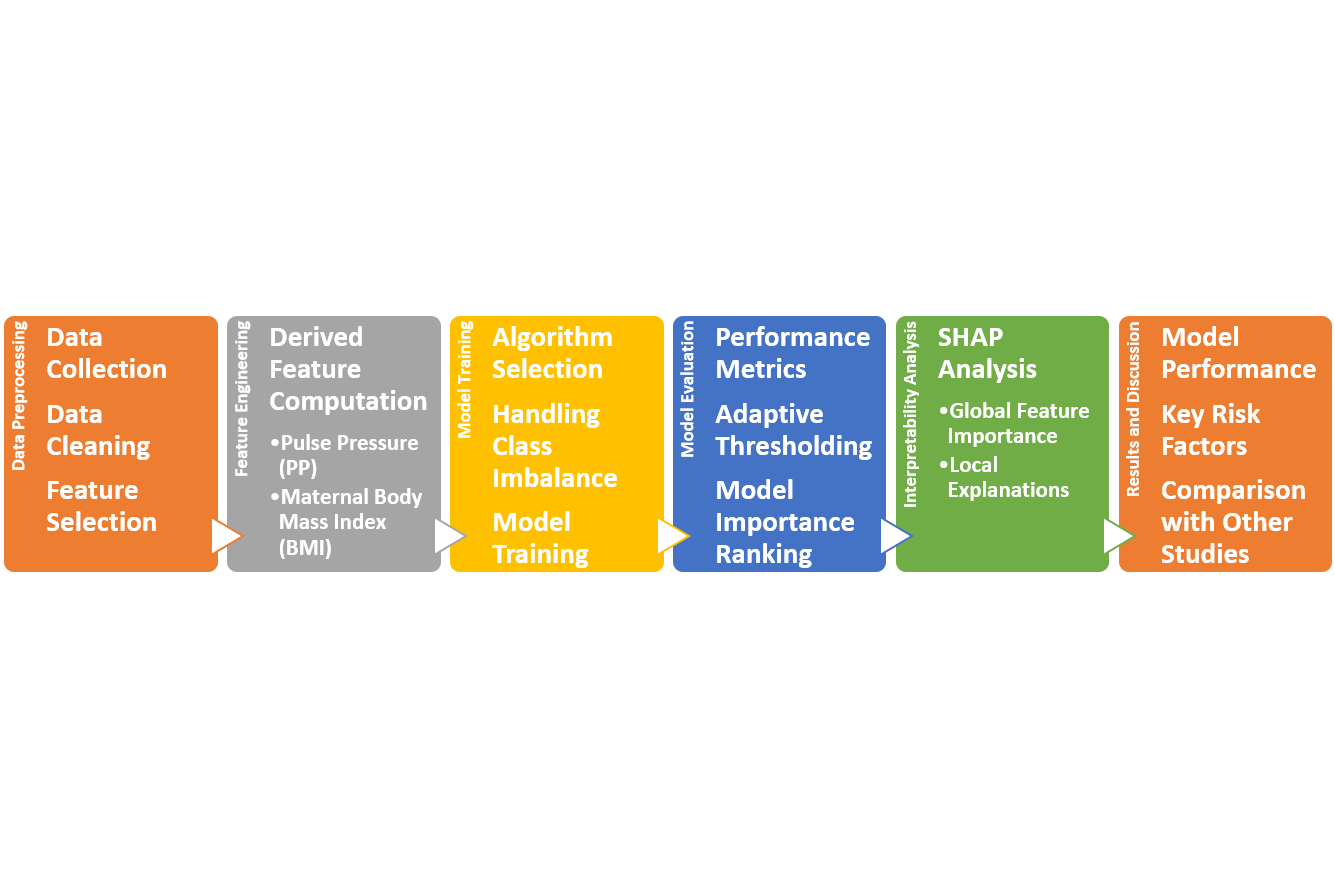 Data Preprocessing
Data
Collection
Data
Cleaning
Feature
Selection
Feature Engineering
Derived
Feature
Computation
•Pulse Pressure
(PP)
•Maternal Body
Mass Index
(BMI)
Model Training
Algorithm
Selection
Handling
Class
Imbalance
Model
Training
Model Evaluation
Performance
Metrics
Adaptive
Thresholding
Model
Importance
Ranking
Interpretability Analysis
SHAP
Analysis
•Global Feature
Importance
•Local
Explanations
Results and Discussion
Model
Performance
Key Risk
Factors
Comparison
with Other
Studies